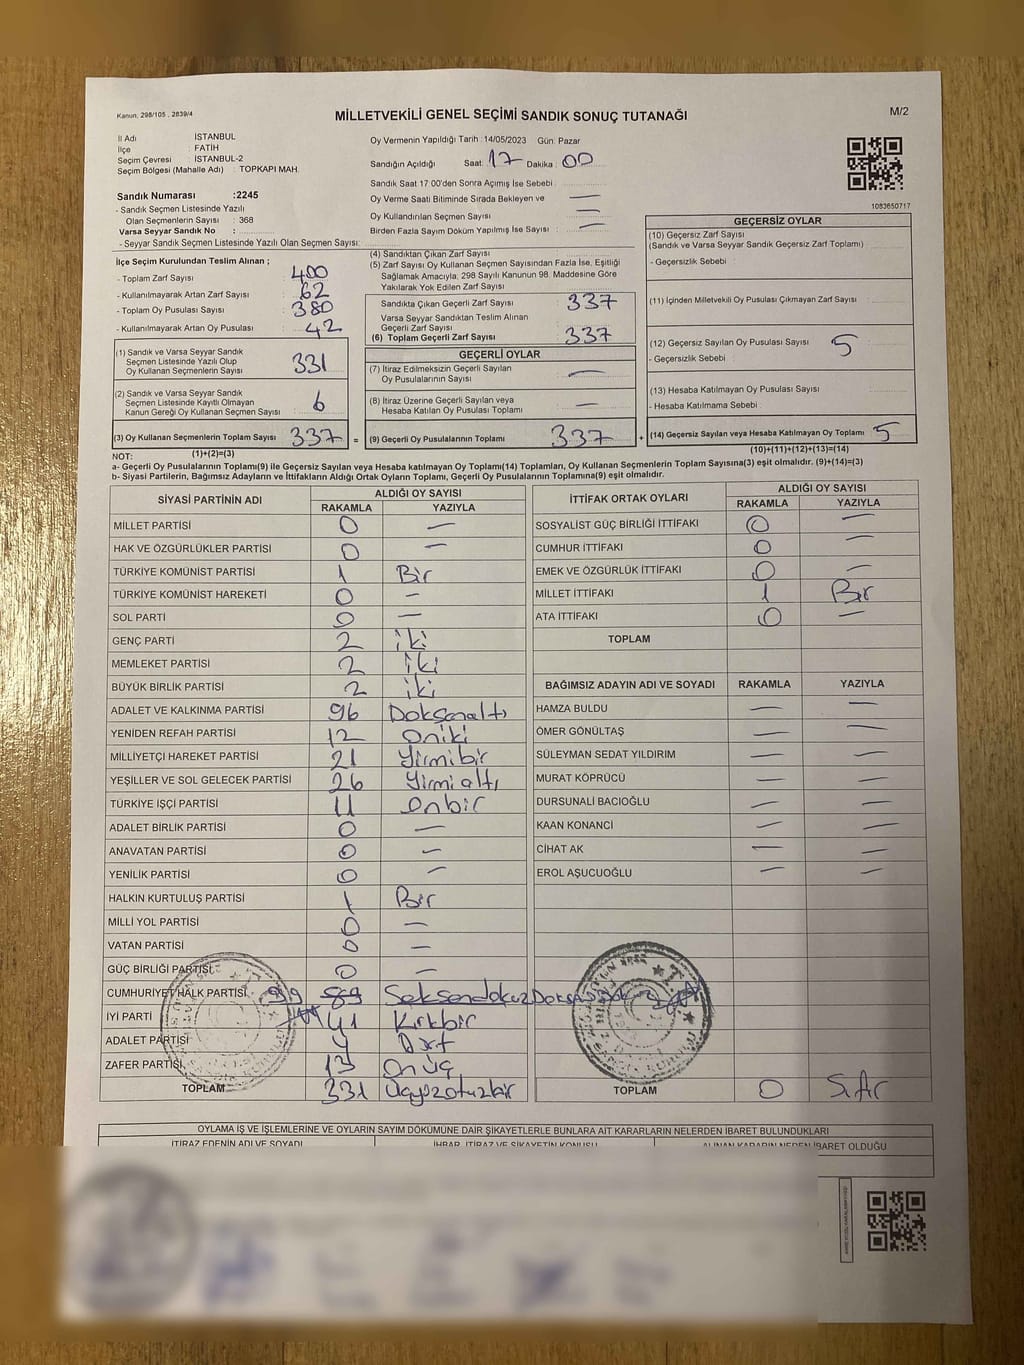 Kanun, 298/105 , 2839/4
MİLLETVEKİLİ GENEL SEÇİMİ SANDIK SONUÇ TUTANAĞI
M/2
İl Adı İSTANBUL
İlçe : FATİH
Seçim Çevresi : İSTANBUL-2
Seçim Bölgesi (Mahalle Adı) : TOPKAPI MAH.
Oy Vermenin Yapıldığı Tarih : 14/05/2023 Gün: Pazar
Sandığın Açıldığı Saat: 17 Dakika: 00
Sandık Saat 17 00'den Sonra Açılmış İse Sebebi :
Oy Verme Saati Bitiminde Sırada Bekleyen ve —
Oy Kullandırılan Seçmen Sayısı : —
Birden Fazla Sayım Döküm Yapılmış İse Sayısı : —
1083650717
Sandık Numarası :2245
- Sandık Seçmen Listesinde Yazılı
Olan Seçmenlerin Sayısı : 368
Varsa Seyyar Sandık No :
- Seyyar Sandık Seçmen Listesinde Yazılı Olan Seçmen Sayısı:
İlçe Seçim Kurulundan Teslim Alınan ;
- Toplam Zarf Sayısı : 400
- Kullanılmayarak Artan Zarf Sayısı : 62
- Toplam Oy Pusulası Sayısı : 380
- Kullanılmayarak Artan Oy Pusulası : 42
(1) Sandık ve Varsa Seyyar Sandık
Seçmen Listesinde Yazılı Olup
Oy Kullanan Seçmenlerin Sayısı 331
(2) Sandık ve Varsa Seyyar Sandık
Seçmen Listesinde Kayıtlı Olmayan
Kanun Gereği Oy Kullanan Seçmen Sayısı 6
(3) Oy Kullanan Seçmenlerin Toplam Sayısı 337 =
(1)+(2)=(3)
(4) Sandıktan Çıkan Zarf Sayısı :
(5) Zarf Sayısı Oy Kullanan Seçmen Sayısından Fazla İse, Eşitliği
Sağlamak Amacıyla, 298 Sayılı Kanunun 98. Maddesine Göre
Yakılarak Yok Edilen Zarf Sayısı :
Sandıkta Çıkan Geçerli Zarf Sayısı : 337
Varsa Seyyar Sandıktan Teslim Alınan
Geçerli Zarf Sayısı :
(6) Toplam Geçerli Zarf Sayısı : 337
GEÇERLİ OYLAR
(7) İtiraz Edilmeksizin Geçerli Sayılan
Oy Pusulalarının Sayısı : —
(8) İtiraz Üzerine Geçerli Sayılan veya
Hesaba Katılan Oy Pusulası Toplamı : —
(9) Geçerli Oy Pusulalarının Toplamı 337 +
GEÇERSİZ OYLAR
(10) Geçersiz Zarf Sayısı
(Sandık ve Varsa Seyyar Sandık Geçersiz Zarf Toplamı) :
- Geçersizlik Sebebi :
(11) İçinden Milletvekili Oy Pusulası Çıkmayan Zarf Sayısı :
(12) Geçersiz Sayılan Oy Pusulası Sayısı : 5
- Geçersizlik Sebebi :
(13) Hesaba Katılmayan Oy Pusulası Sayısı :
- Hesaba Katılmama Sebebi :
(14) Geçersiz Sayılan veya Hesaba Katılmayan Oy Toplamı 5
(10)+(11)+(12)+(13)=(14)
NOT:
a- Geçerli Oy Pusulalarının Toplamı(9) ile Geçersiz Sayılan veya Hesaba katılmayan Oy Toplamı(14) Toplamları, Oy Kullanan Seçmenlerin Toplam Sayısına(3) eşit olmalıdır. (9)+(14)=(3)
b- Siyasi Partilerin, Bağımsız Adayların ve İttifakların Aldığı Ortak Oyların Toplamı, Geçerli Oy Pusulalarının Toplamına(9) eşit olmalıdır.
SİYASİ PARTİNİN ADI ALDIĞI OY SAYISI
RAKAMLA YAZIYLA
MİLLET PARTİSİ 0 —
HAK VE ÖZGÜRLÜKLER PARTİSİ 0 —
TÜRKİYE KOMÜNİST PARTİSİ 1 Bir
TÜRKİYE KOMÜNİST HAREKETİ 0 —
SOL PARTİ 0 —
GENÇ PARTİ 2 iki
MEMLEKET PARTİSİ 2 iki
BÜYÜK BİRLİK PARTİSİ 2 iki
ADALET VE KALKINMA PARTİSİ 96 Doksanaltı
YENİDEN REFAH PARTİSİ 12 oniki
MİLLİYETÇİ HAREKET PARTİSİ 21 Yirmibir
YEŞİLLER VE SOL GELECEK PARTİSİ 26 Yirmialtı
TÜRKİYE İŞÇİ PARTİSİ 11 onbir
ADALET BİRLİK PARTİSİ 0 —
ANAVATAN PARTİSİ 0 —
YENİLİK PARTİSİ 0 —
HALKIN KURTULUŞ PARTİSİ 1 Bir
MİLLİ YOL PARTİSİ 0 —
VATAN PARTİSİ 0 —
GÜÇ BİRLİĞİ PARTİSİ 0 —
CUMHURİYET HALK PARTİSİ 99 89 Seksendokuz Doksandokuz
İYİ PARTİ 41 Kırkbir
ADALET PARTİSİ 4 Dört
ZAFER PARTİSİ 13 Onüç
TOPLAM 331 üçyüzotuzbir
İTTİFAK ORTAK OYLARI ALDIĞI OY SAYISI
RAKAMLA YAZIYLA
SOSYALİST GÜÇ BİRLİĞİ İTTİFAKI 0 —
CUMHUR İTTİFAKI 0 —
EMEK VE ÖZGÜRLÜK İTTİFAKI 0 —
MİLLET İTTİFAKI 1 Bir
ATA İTTİFAKI 0 —
TOPLAM
BAĞIMSIZ ADAYIN ADI VE SOYADI RAKAMLA YAZIYLA
HAMZA BULDU — —
ÖMER GÖNÜLTAŞ — —
SÜLEYMAN SEDAT YILDIRIM — —
MURAT KÖPRÜCÜ — —
DURSUNALİ BACIOĞLU — —
KAAN KONANCİ — —
CİHAT AK — —
EROL AŞUCUOĞLU — —
TOPLAM 0 Sıfır
OYLAMA İŞ VE İŞLEMLERİNE VE OYLARIN SAYIM DÖKÜMÜNE DAİR ŞİKAYETLERLE BUNLARA AİT KARARLARIN NELERDEN İBARET BULUNDUKLARI
İTİRAZ EDENİN ADI VE SOYADI İHBAR, İTİRAZ VE ŞİKAYETİN KONUSU ALINAN KARARIN NEDEN İBARET OLDUĞU